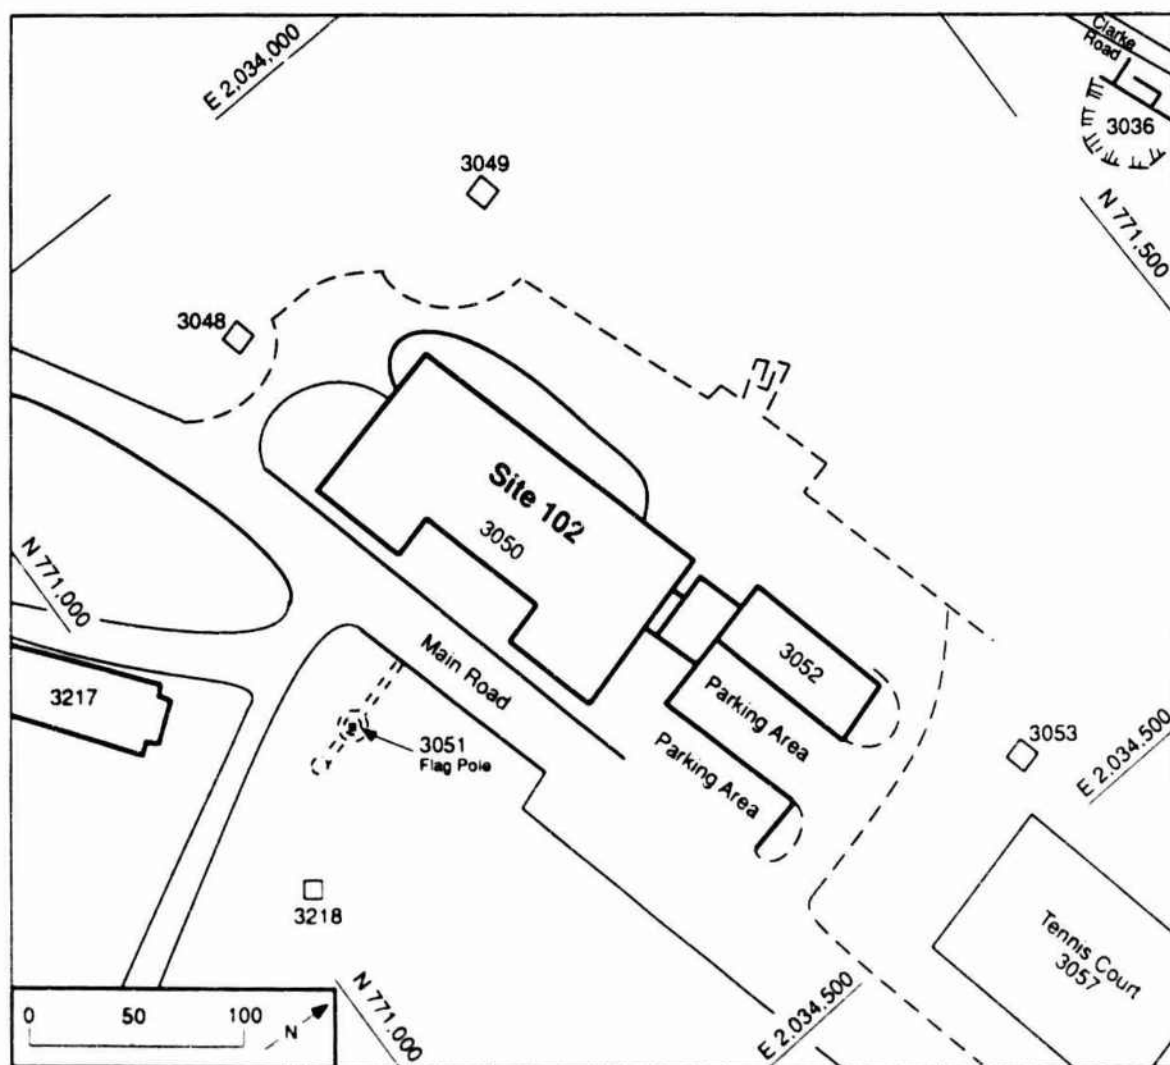 E 2,034,000
Clarke
Road
3036
3049
N 771,500
3048
Site 102
3050
N 771,000
3052
Main Road
Parking Area
3217
3051
Flag Pole
Parking Area
3053
E 2,034,500
3218
Tennis Court
3057
N 771,000
E 2,034,500
0 50 100
N